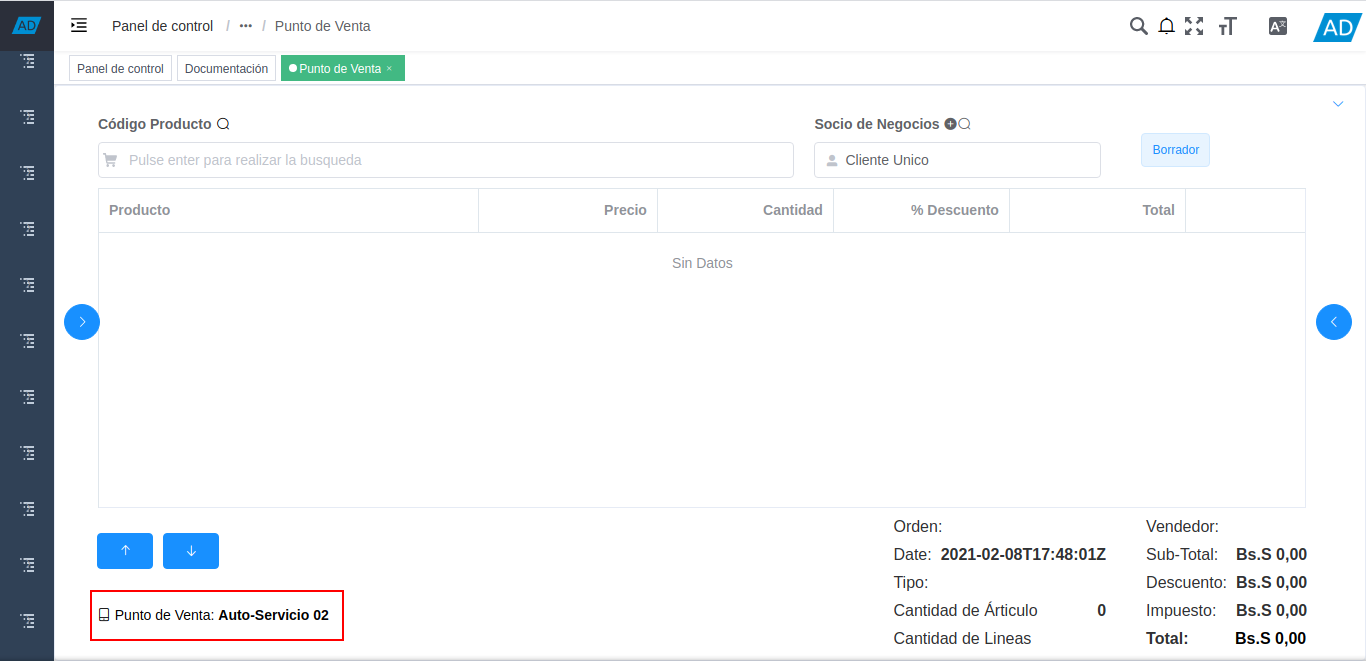 AD
Panel de control / ··· / Punto de Venta
AD
Panel de control
Documentación
Punto de Venta ×
Código Producto
Socio de Negocios
Pulse enter para realizar la busqueda
Cliente Unico
Borrador
Producto Precio Cantidad % Descuento Total
Sin Datos
Orden:
Vendedor:
Date: 2021-02-08T17:48:01Z
Sub-Total: Bs.S 0,00
Tipo:
Descuento: Bs.S 0,00
Cantidad de Árticulo 0
Impuesto: Bs.S 0,00
Cantidad de Lineas
Total: Bs.S 0,00
Punto de Venta: Auto-Servicio 02